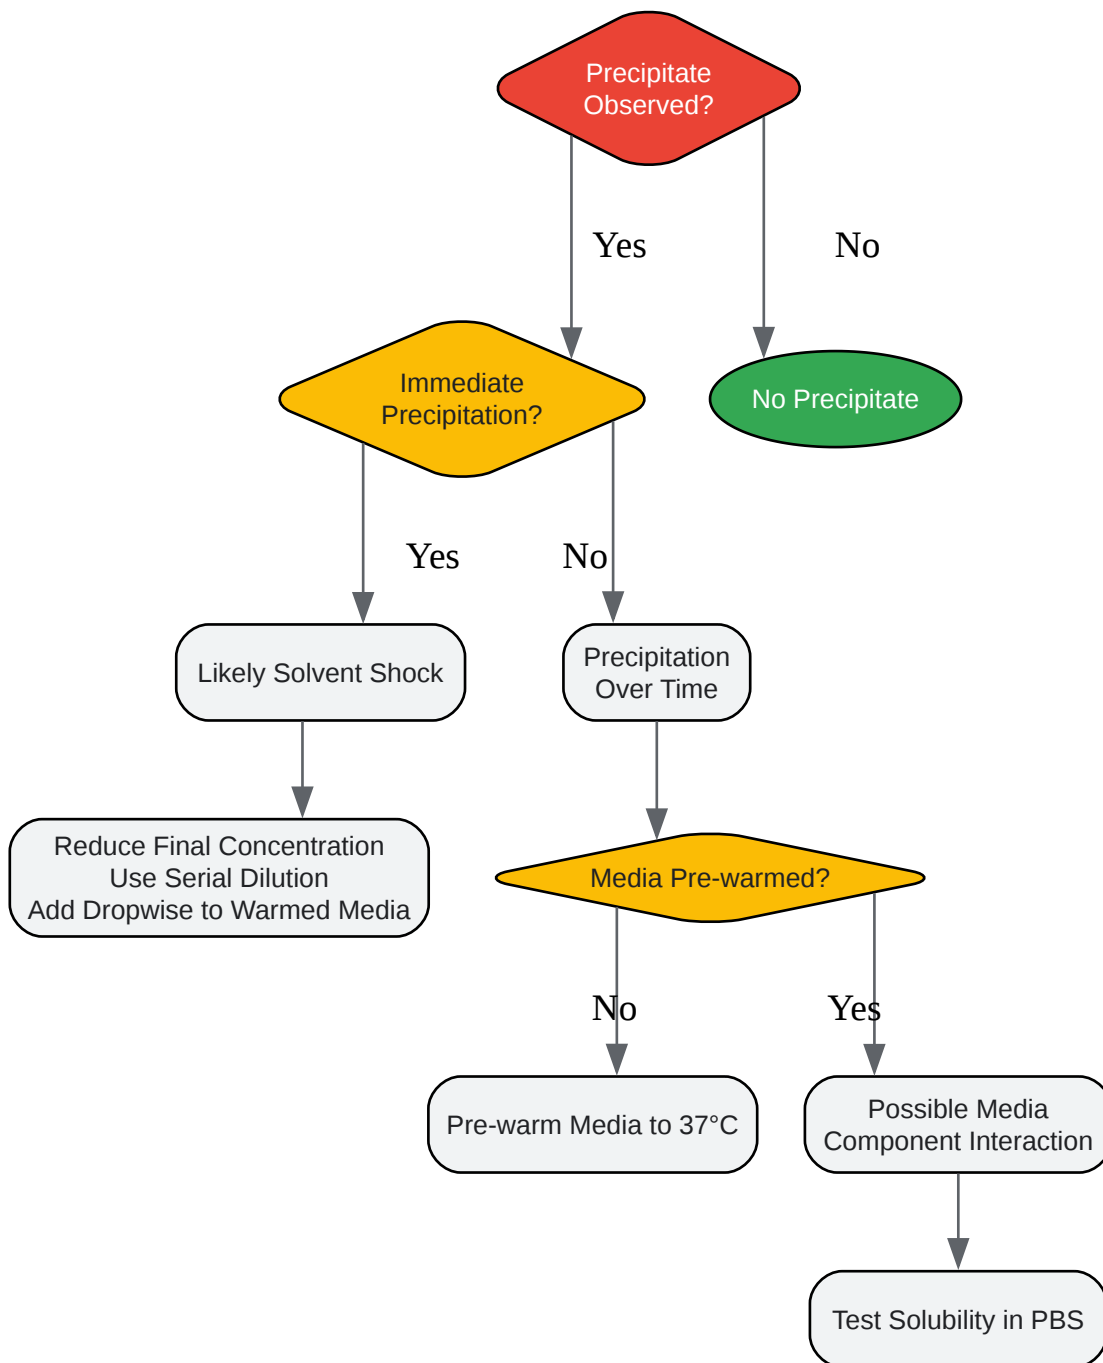 Precipitate
Observed?
Yes
No
Immediate
Precipitation?
No Precipitate
Yes
No
Likely Solvent Shock
Precipitation
Over Time
Reduce Final Concentration
Use Serial Dilution
Add Dropwise to Warmed Media
Media Pre-warmed?
No
Yes
Pre-warm Media to 37°C
Possible Media
Component Interaction
Test Solubility in PBS